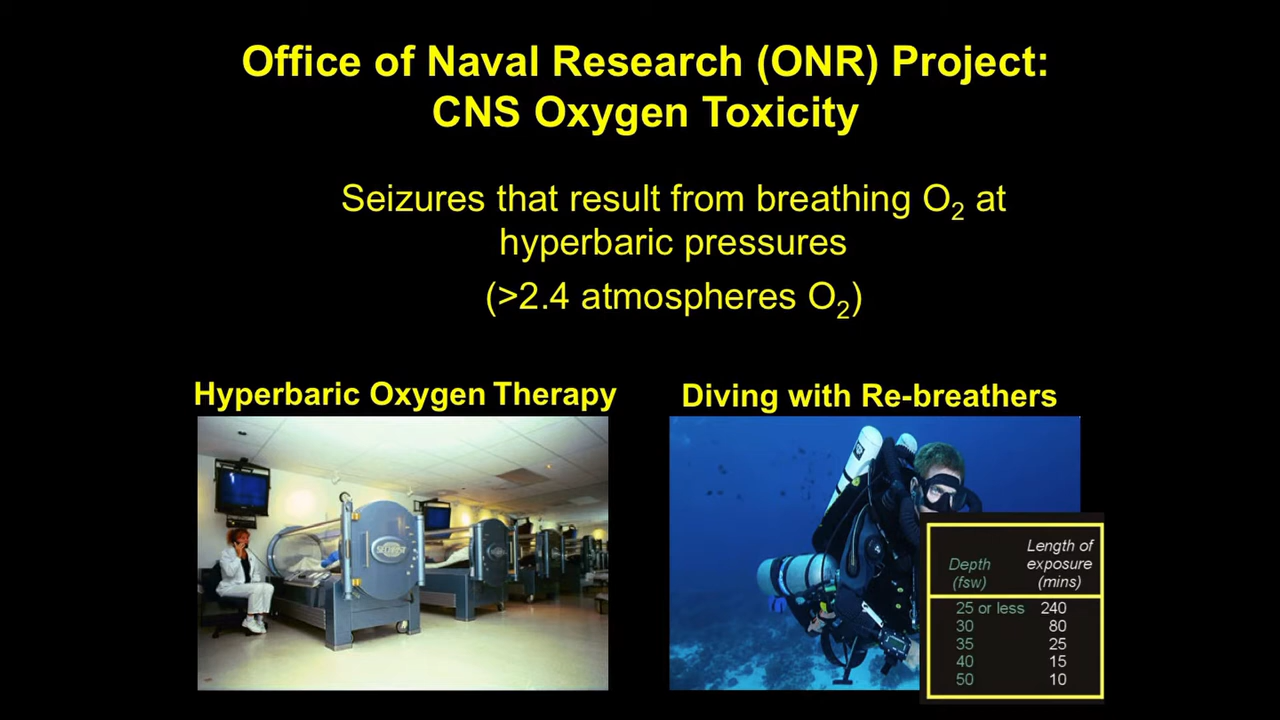 Office of Naval Research (ONR) Project:
CNS Oxygen Toxicity
Seizures that result from breathing O₂ at
hyperbaric pressures
(>2.4 atmospheres O₂)
Hyperbaric Oxygen Therapy
Diving with Re-breathers
SECHRIST
Depth
(fsw)
Length of
exposure
(mins)
25 or less 240
30 80
35 25
40 15
50 10